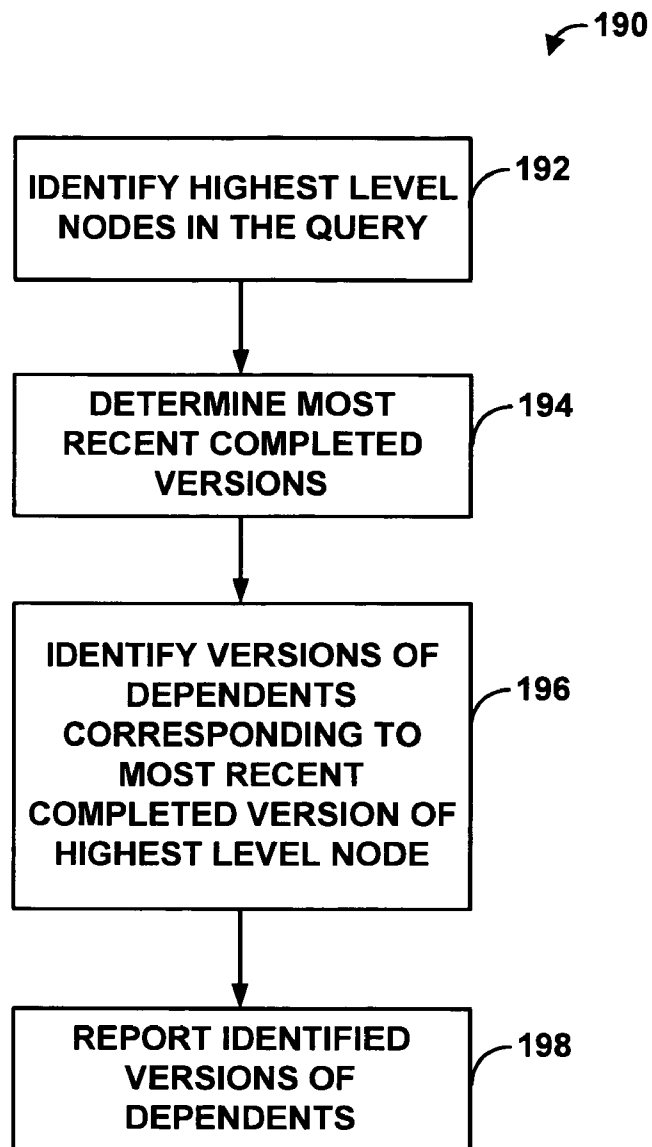 190
IDENTIFY HIGHEST LEVEL
NODES IN THE QUERY
192
DETERMINE MOST
RECENT COMPLETED
VERSIONS
194
IDENTIFY VERSIONS OF
DEPENDENTS
CORRESPONDING TO
MOST RECENT
COMPLETED VERSION OF
HIGHEST LEVEL NODE
196
REPORT IDENTIFIED
VERSIONS OF
DEPENDENTS
198